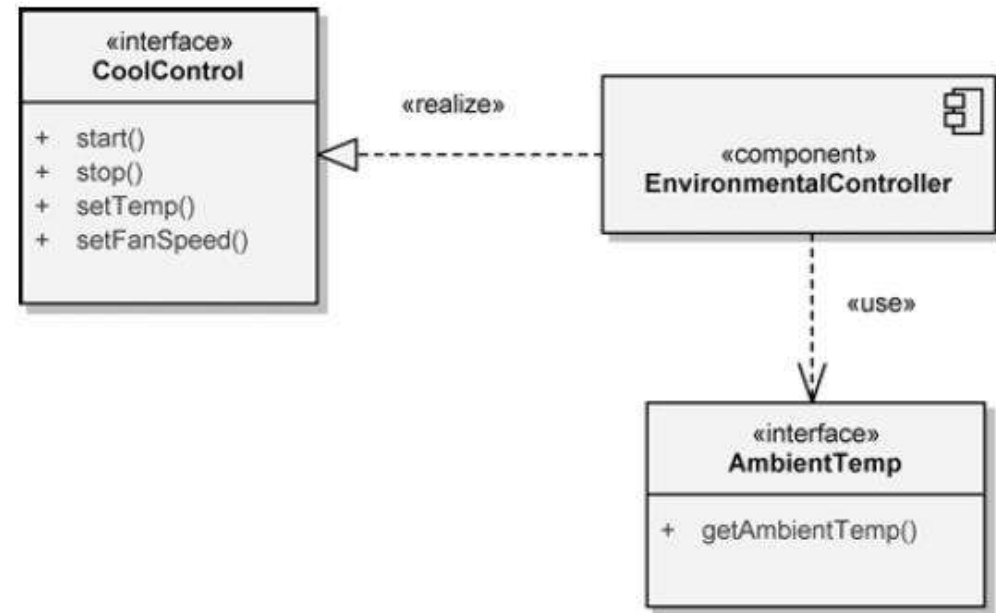 «interface»
CoolControl
+ start()
+ stop()
+ setTemp()
+ setFanSpeed()
«realize»
«component»
EnvironmentalController
«use»
«interface»
AmbientTemp
+ getAmbientTemp()